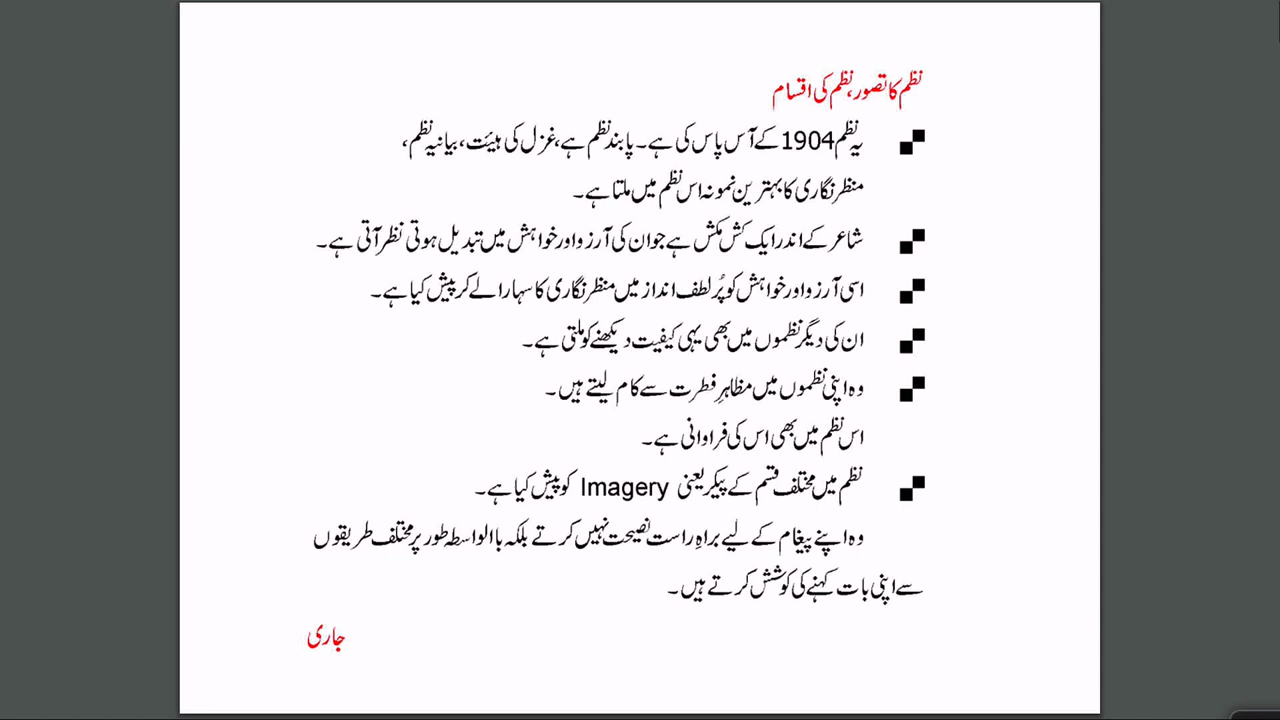 نظم کا تصور، نظم کی اقسام
یہ نظم 1904 کے آس پاس کی ہے۔ پابند نظم ہے، غزل کی ہیئت، بیانیہ نظم،
منظر نگاری کا بہترین نمونہ اس نظم میں ملتا ہے۔
شاعر کے اندر ایک کش مکش ہے جو ان کی آرزو اور خواہش میں تبدیل ہوتی نظر آتی ہے۔
اسی آرزو اور خواہش کو پُر لطف انداز میں منظر نگاری کا سہارا لے کر پیش کیا ہے۔
ان کی دیگر نظموں میں بھی یہی کیفیت دیکھنے کو ملتی ہے۔
وہ اپنی نظموں میں مظاہرِ فطرت سے کام لیتے ہیں۔
اس نظم میں بھی اس کی فراوانی ہے۔
نظم میں مختلف قسم کے پیکر یعنی Imagery کو پیش کیا ہے۔
وہ اپنے پیغام کے لیے براہِ راست نصیحت نہیں کرتے بلکہ باالواسطہ طور پر مختلف طریقوں
سے اپنی بات کہنے کی کوشش کرتے ہیں۔
جاری